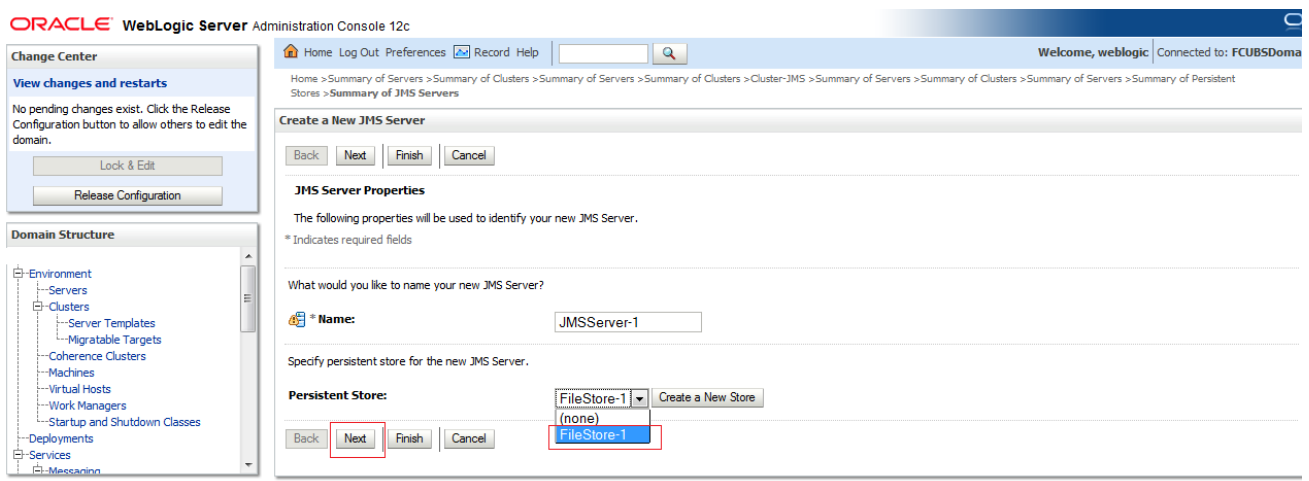 ORACLE WebLogic Server Administration Console 12c
Change Center
View changes and restarts
No pending changes exist. Click the Release
Configuration button to allow others to edit the
domain.
Lock & Edit
Release Configuration
Domain Structure
Environment
Servers
Clusters
Server Templates
Migratable Targets
Coherence Clusters
Machines
Virtual Hosts
Work Managers
Startup and Shutdown Classes
Deployments
Services
Messaging
Home Log Out Preferences Record Help
Welcome, weblogic Connected to: FCUBSDoma
Home >Summary of Servers >Summary of Clusters >Summary of Servers >Summary of Clusters >Cluster-JMS >Summary of Servers >Summary of Clusters >Summary of Servers >Summary of Persistent
Stores >Summary of JMS Servers
Create a New JMS Server
Back Next Finish Cancel
JMS Server Properties
The following properties will be used to identify your new JMS Server.
* Indicates required fields
What would you like to name your new JMS Server?
* Name: JMSServer-1
Specify persistent store for the new JMS Server.
Persistent Store: FileStore-1 Create a New Store
(none)
FileStore-1
Back Next Finish Cancel